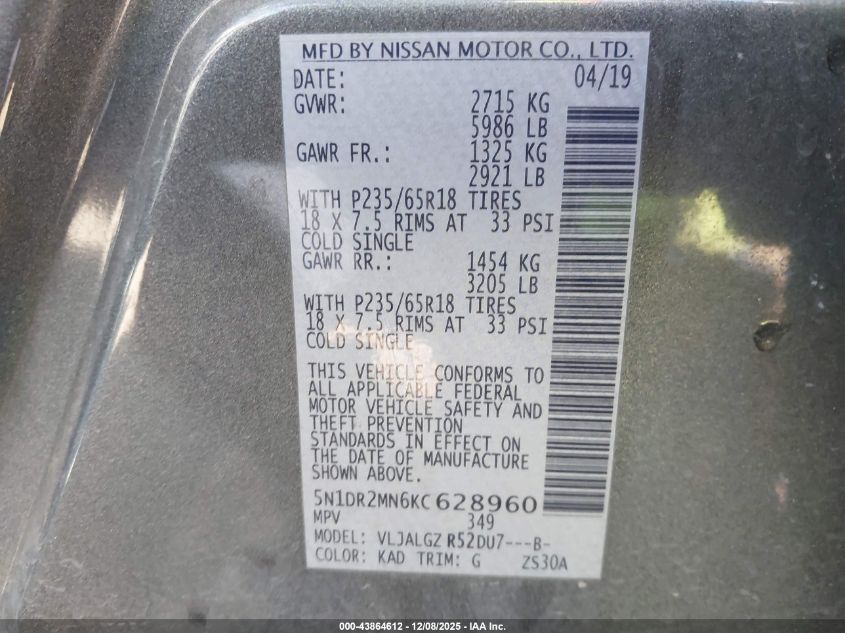 MFD BY NISSAN MOTOR CO., LTD.
DATE: 04/19
GVWR: 2715 KG
5986 LB
GAWR FR.: 1325 KG
2921 LB
WITH P235/65R18 TIRES
18 X 7.5 RIMS AT 33 PSI
COLD SINGLE
GAWR RR.: 1454 KG
3205 LB
WITH P235/65R18 TIRES
18 X 7.5 RIMS AT 33 PSI
COLD SINGLE
THIS VEHICLE CONFORMS TO
ALL APPLICABLE FEDERAL
MOTOR VEHICLE SAFETY AND
THEFT PREVENTION
STANDARDS IN EFFECT ON
THE DATE OF MANUFACTURE
SHOWN ABOVE.
5N1DR2MN6KC628960
MPV 349
MODEL: VLJALGZ R52DU7---B-
COLOR: KAD TRIM: G ZS30A
000-43864612 - 12/08/2025 - IAA Inc.